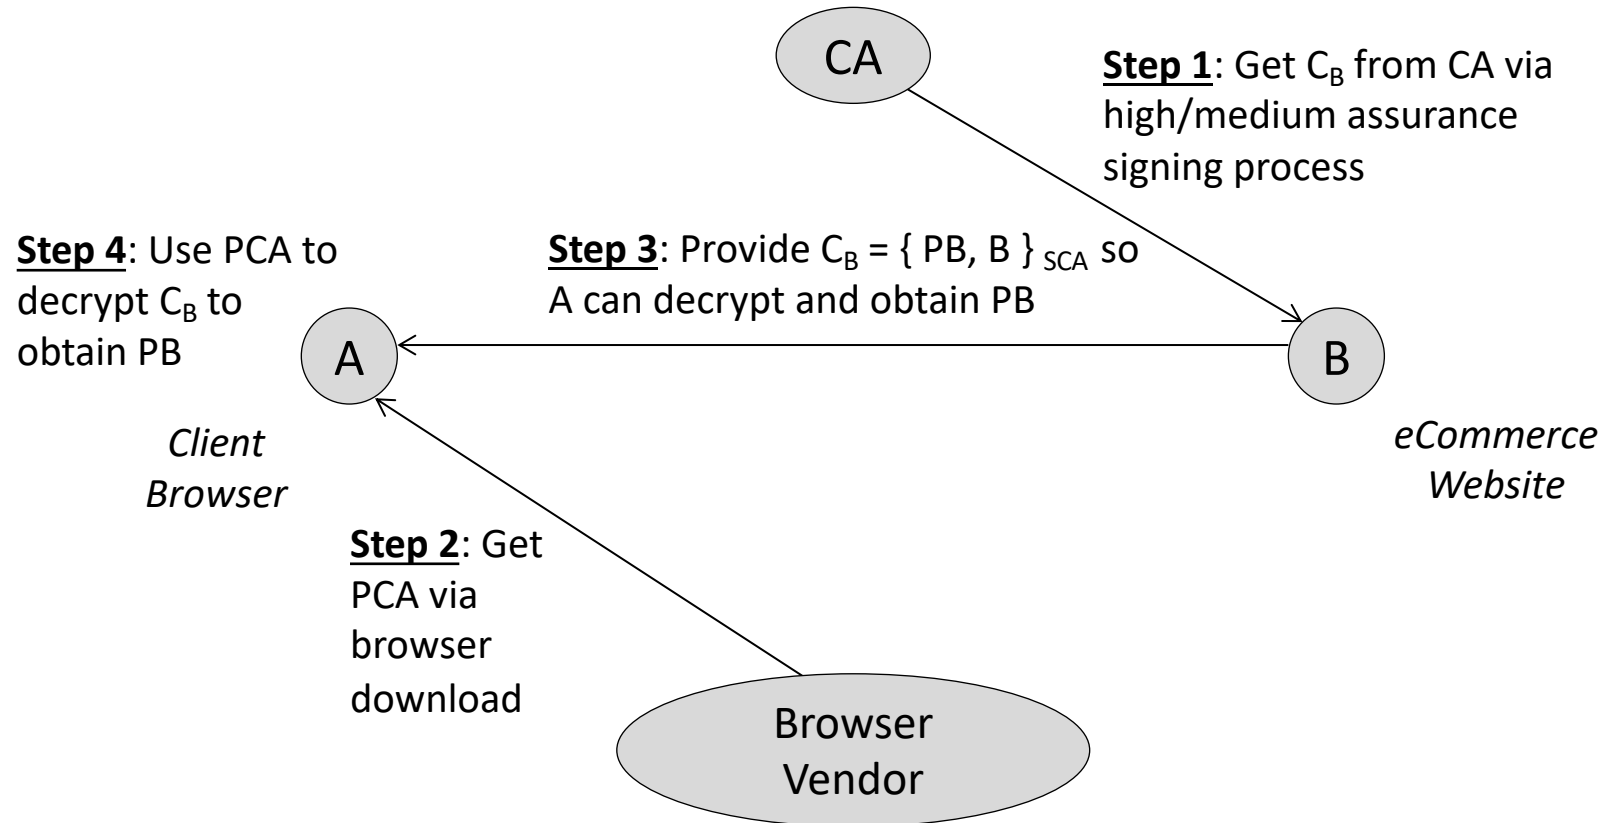 CA
Step 1: Get C_B from CA via
high/medium assurance
signing process
Step 4: Use PCA to
decrypt C_B to
obtain PB
Step 3: Provide C_B = { PB, B } _SCA so
A can decrypt and obtain PB
A
B
Client
Browser
eCommerce
Website
Step 2: Get
PCA via
browser
download
Browser
Vendor